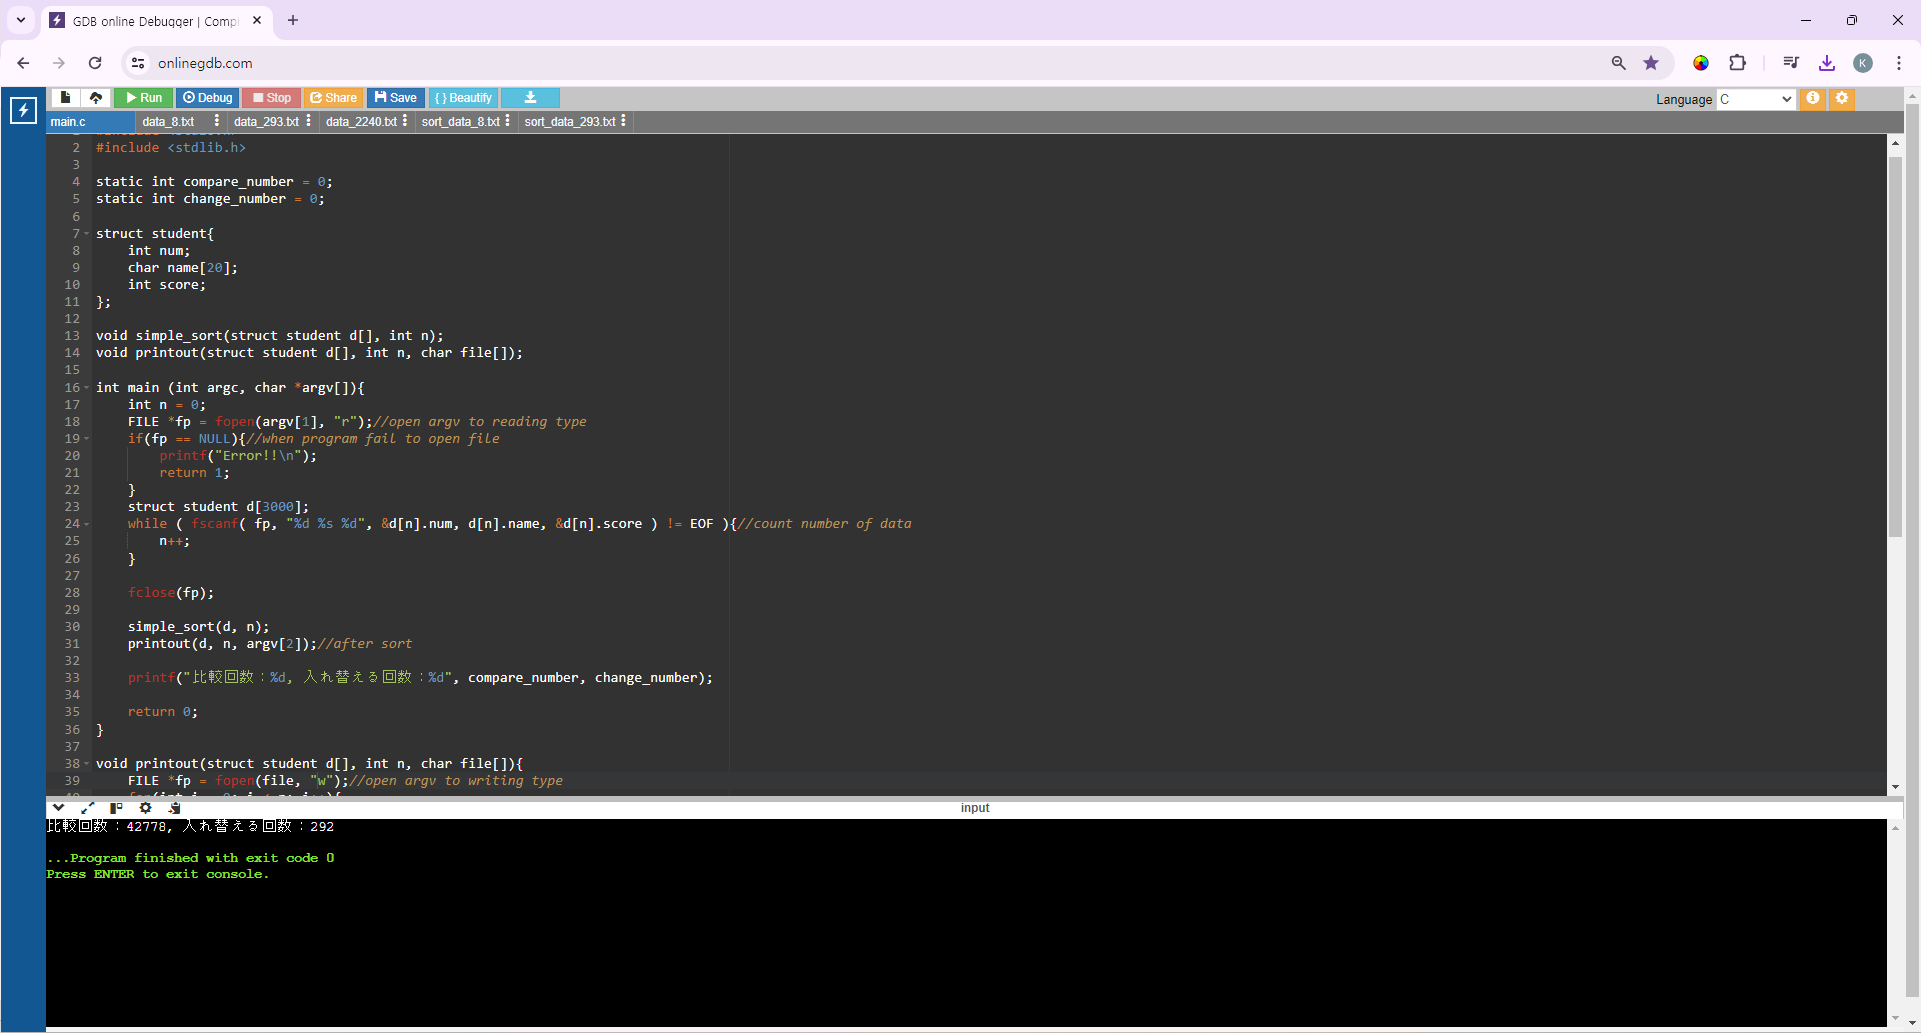 GDB online Debugger | Compi
onlinegdb.com
K
Run Debug Stop Share Save { } Beautify
Language C
main.c data_8.txt data_293.txt data_2240.txt sort_data_8.txt sort_data_293.txt
2 #include <stdlib.h>
3
4 static int compare_number = 0;
5 static int change_number = 0;
6
7 struct student{
8 int num;
9 char name[20];
10 int score;
11 };
12
13 void simple_sort(struct student d[], int n);
14 void printout(struct student d[], int n, char file[]);
15
16 int main (int argc, char *argv[]){
17 int n = 0;
18 FILE *fp = fopen(argv[1], "r");//open argv to reading type
19 if(fp == NULL){//when program fail to open file
20 printf("Error!!\n");
21 return 1;
22 }
23 struct student d[3000];
24 while ( fscanf( fp, "%d %s %d", &d[n].num, d[n].name, &d[n].score ) != EOF ){//count number of data
25 n++;
26 }
27
28 fclose(fp);
29
30 simple_sort(d, n);
31 printout(d, n, argv[2]);//after sort
32
33 printf("比較回数：%d, 入れ替える回数：%d", compare_number, change_number);
34
35 return 0;
36 }
37
38 void printout(struct student d[], int n, char file[]){
39 FILE *fp = fopen(file, "w");//open argv to writing type
input
比較回数：42778, 入れ替える回数：292
...Program finished with exit code 0
Press ENTER to exit console.